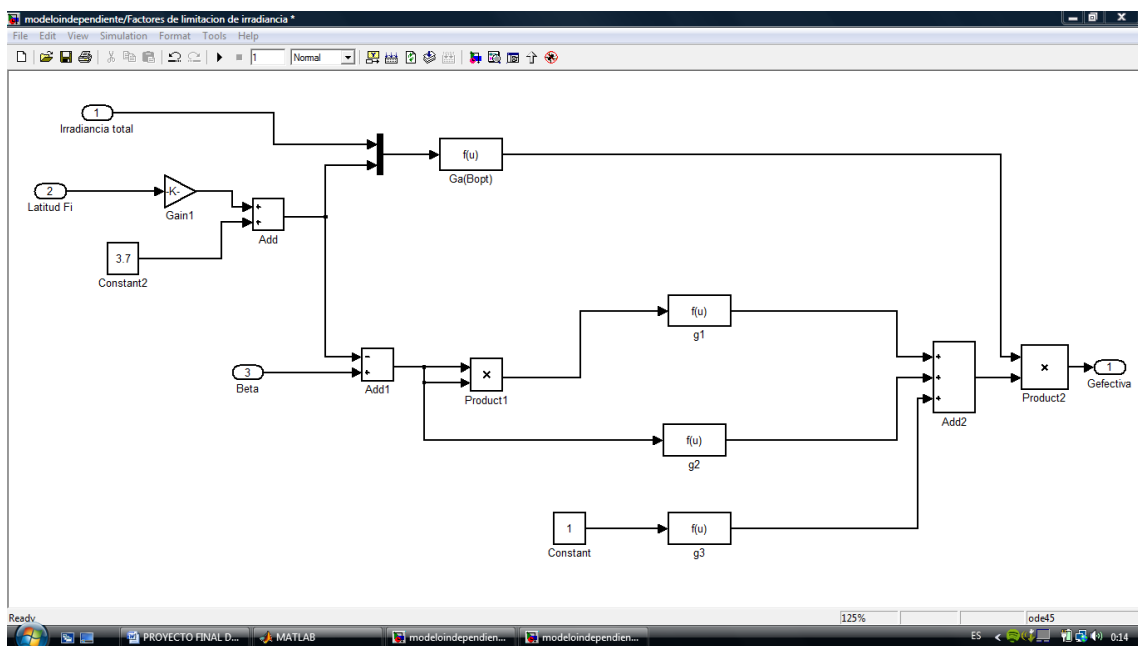 modeloindependiente/Factores de limitacion de irradiancia *
File Edit View Simulation Format Tools Help
1 Normal
1
Irradiancia total
f(u)
Ga(Bopt)
2
Latitud Fi
-K-
Gain1
Add
3.7
Constant2
f(u)
g1
3
Beta
Add1
×
Product1
Add2
×
Product2
1
Gefectiva
f(u)
g2
1
Constant
f(u)
g3
Ready 125% ode45
PROYECTO FINAL D... MATLAB modeloindependien... modeloindependien... ES 0:14